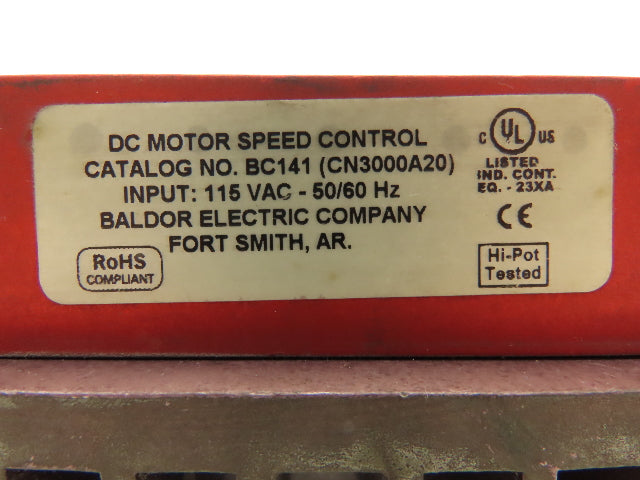 DC MOTOR SPEED CONTROL
CATALOG NO. BC141 (CN3000A20)
INPUT: 115 VAC - 50/60 Hz
BALDOR ELECTRIC COMPANY
FORT SMITH, AR.
RoHS
COMPLIANT
C UL US
LISTED
IND. CONT.
EQ. - 23XA
CE
Hi-Pot
Tested